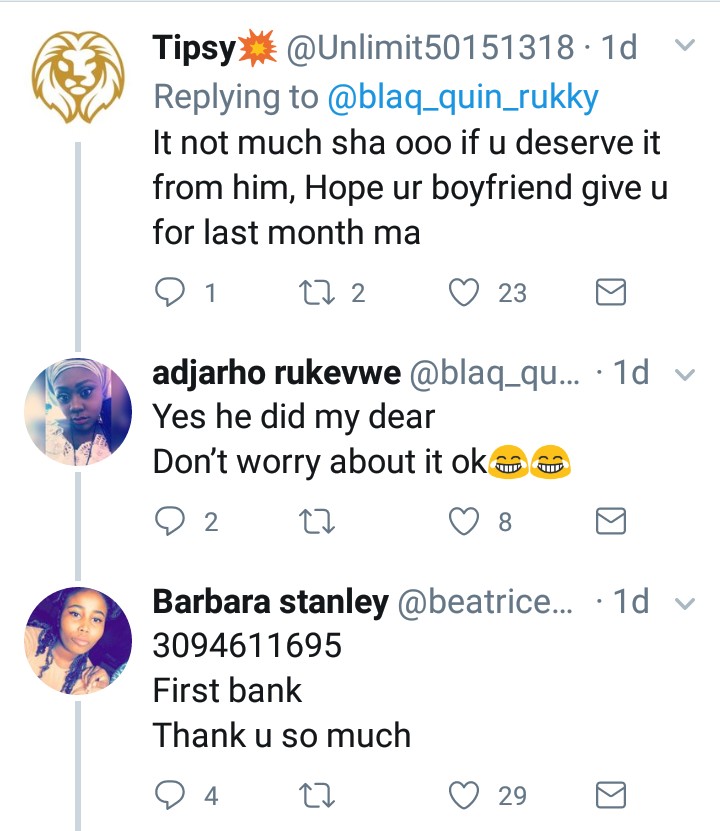 Tipsy💥 @Unlimit50151318 · 1d
Replying to @blaq_quin_rukky
It not much sha ooo if u deserve it
from him, Hope ur boyfriend give u
for last month ma
1 2 23
adjarho rukevwe @blaq_qu... · 1d
Yes he did my dear
Don't worry about it ok😂😂
2 8
Barbara stanley @beatrice... · 1d
3094611695
First bank
Thank u so much
4 29